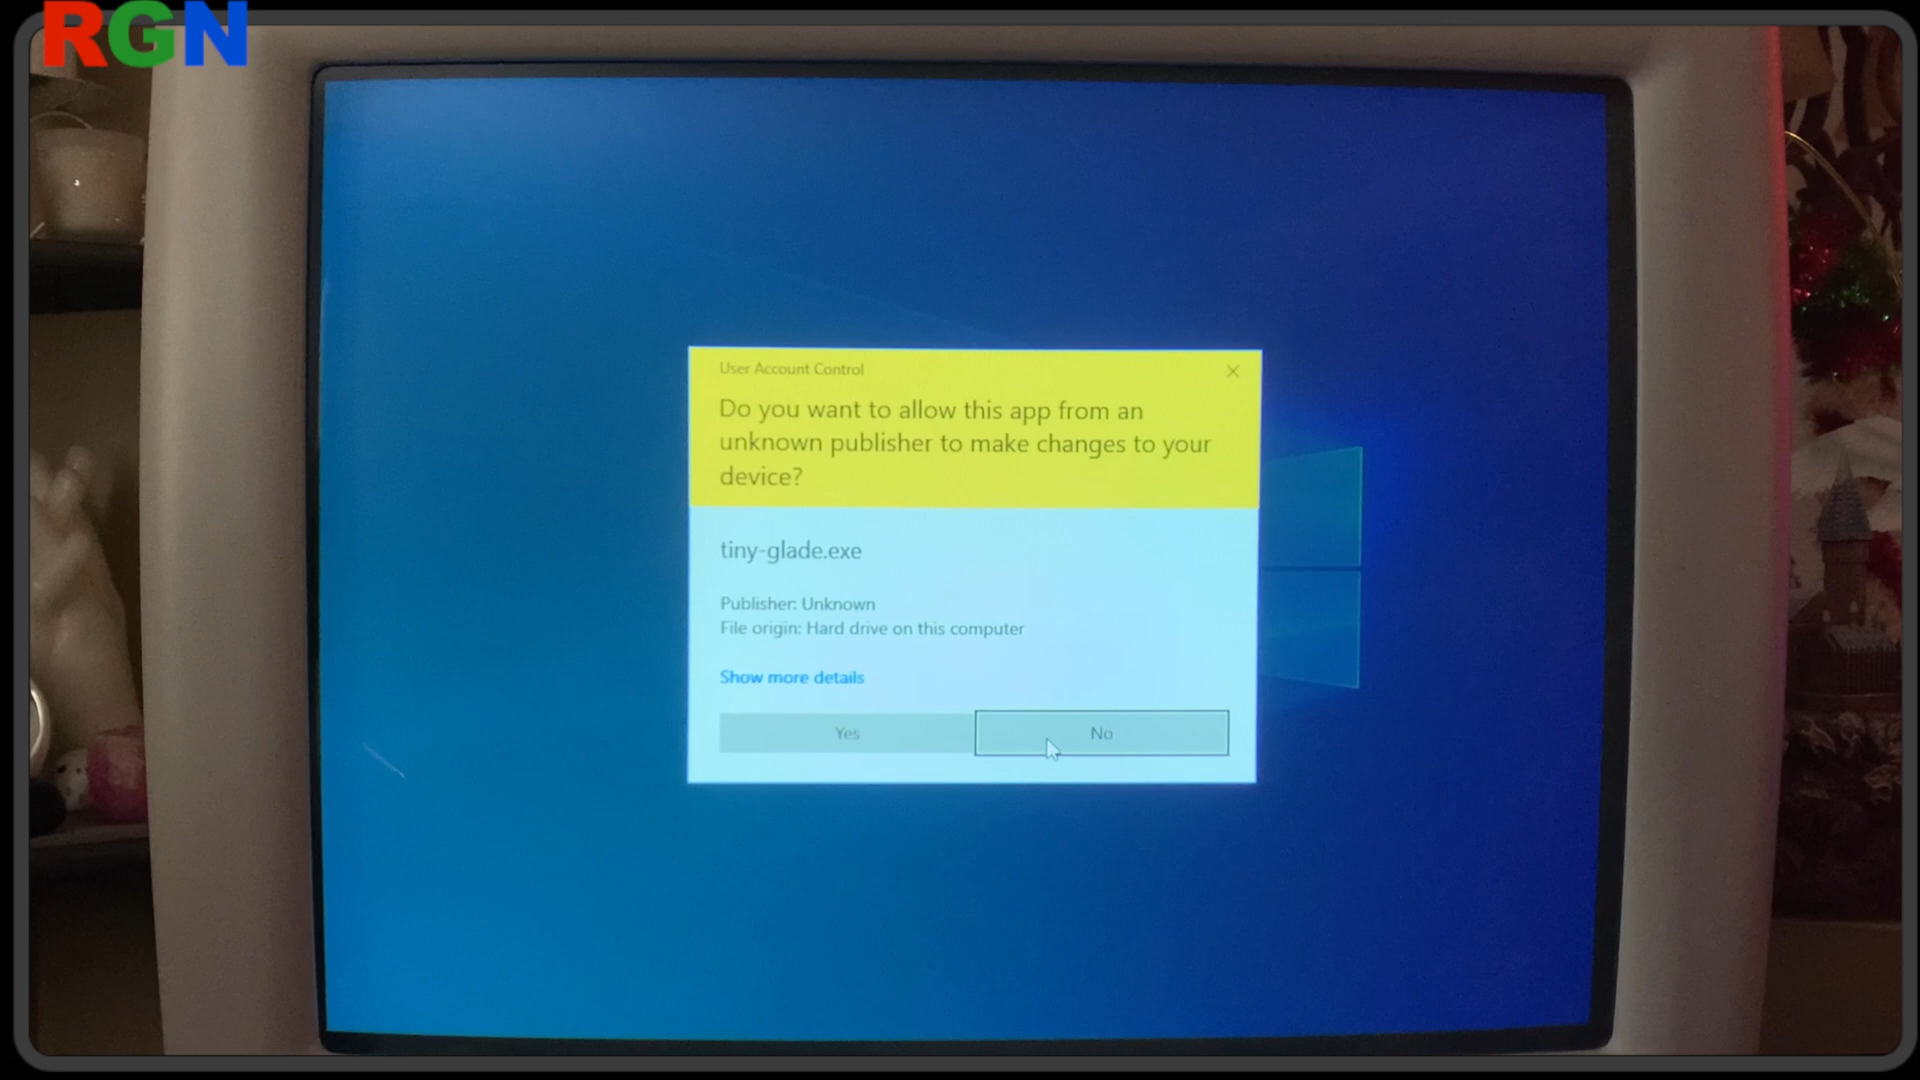 RGN
User Account Control
Do you want to allow this app from an
unknown publisher to make changes to your
device?
tiny-glade.exe
Publisher: Unknown
File origin: Hard drive on this computer
Show more details
Yes
No